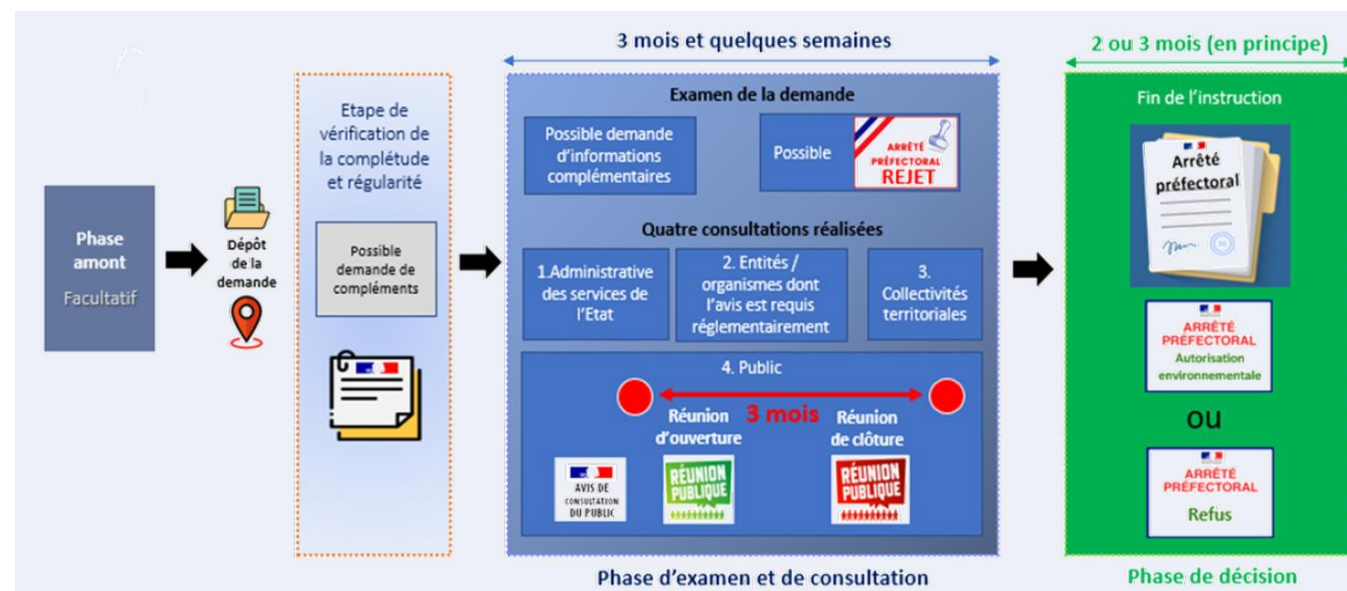 3 mois et quelques semaines
2 ou 3 mois (en principe)
Phase
amont
Facultatif
Dépôt
de la
demande
Etape de
vérification de
la complétude
et régularité
Possible
demande de
compléments
Examen de la demande
Possible demande
d'informations
complémentaires
Possible
ARRÊTÉ
PRÉFECTORAL
REJET
Quatre consultations réalisées
1.Administrative
des services de
l'Etat
2. Entités /
organismes dont
l'avis est requis
réglementairement
3.
Collectivités
territoriales
4. Public
3 mois
Réunion
d'ouverture
Réunion
de clôture
AVIS DE
CONSULTATION
DU PUBLIC
RÉUNION
PUBLIQUE
RÉUNION
PUBLIQUE
Phase d'examen et de consultation
Fin de l'instruction
Arrêté
préfectoral
ARRÊTÉ
PRÉFECTORAL
Autorisation
environnementale
ou
ARRÊTÉ
PRÉFECTORAL
Refus
Phase de décision